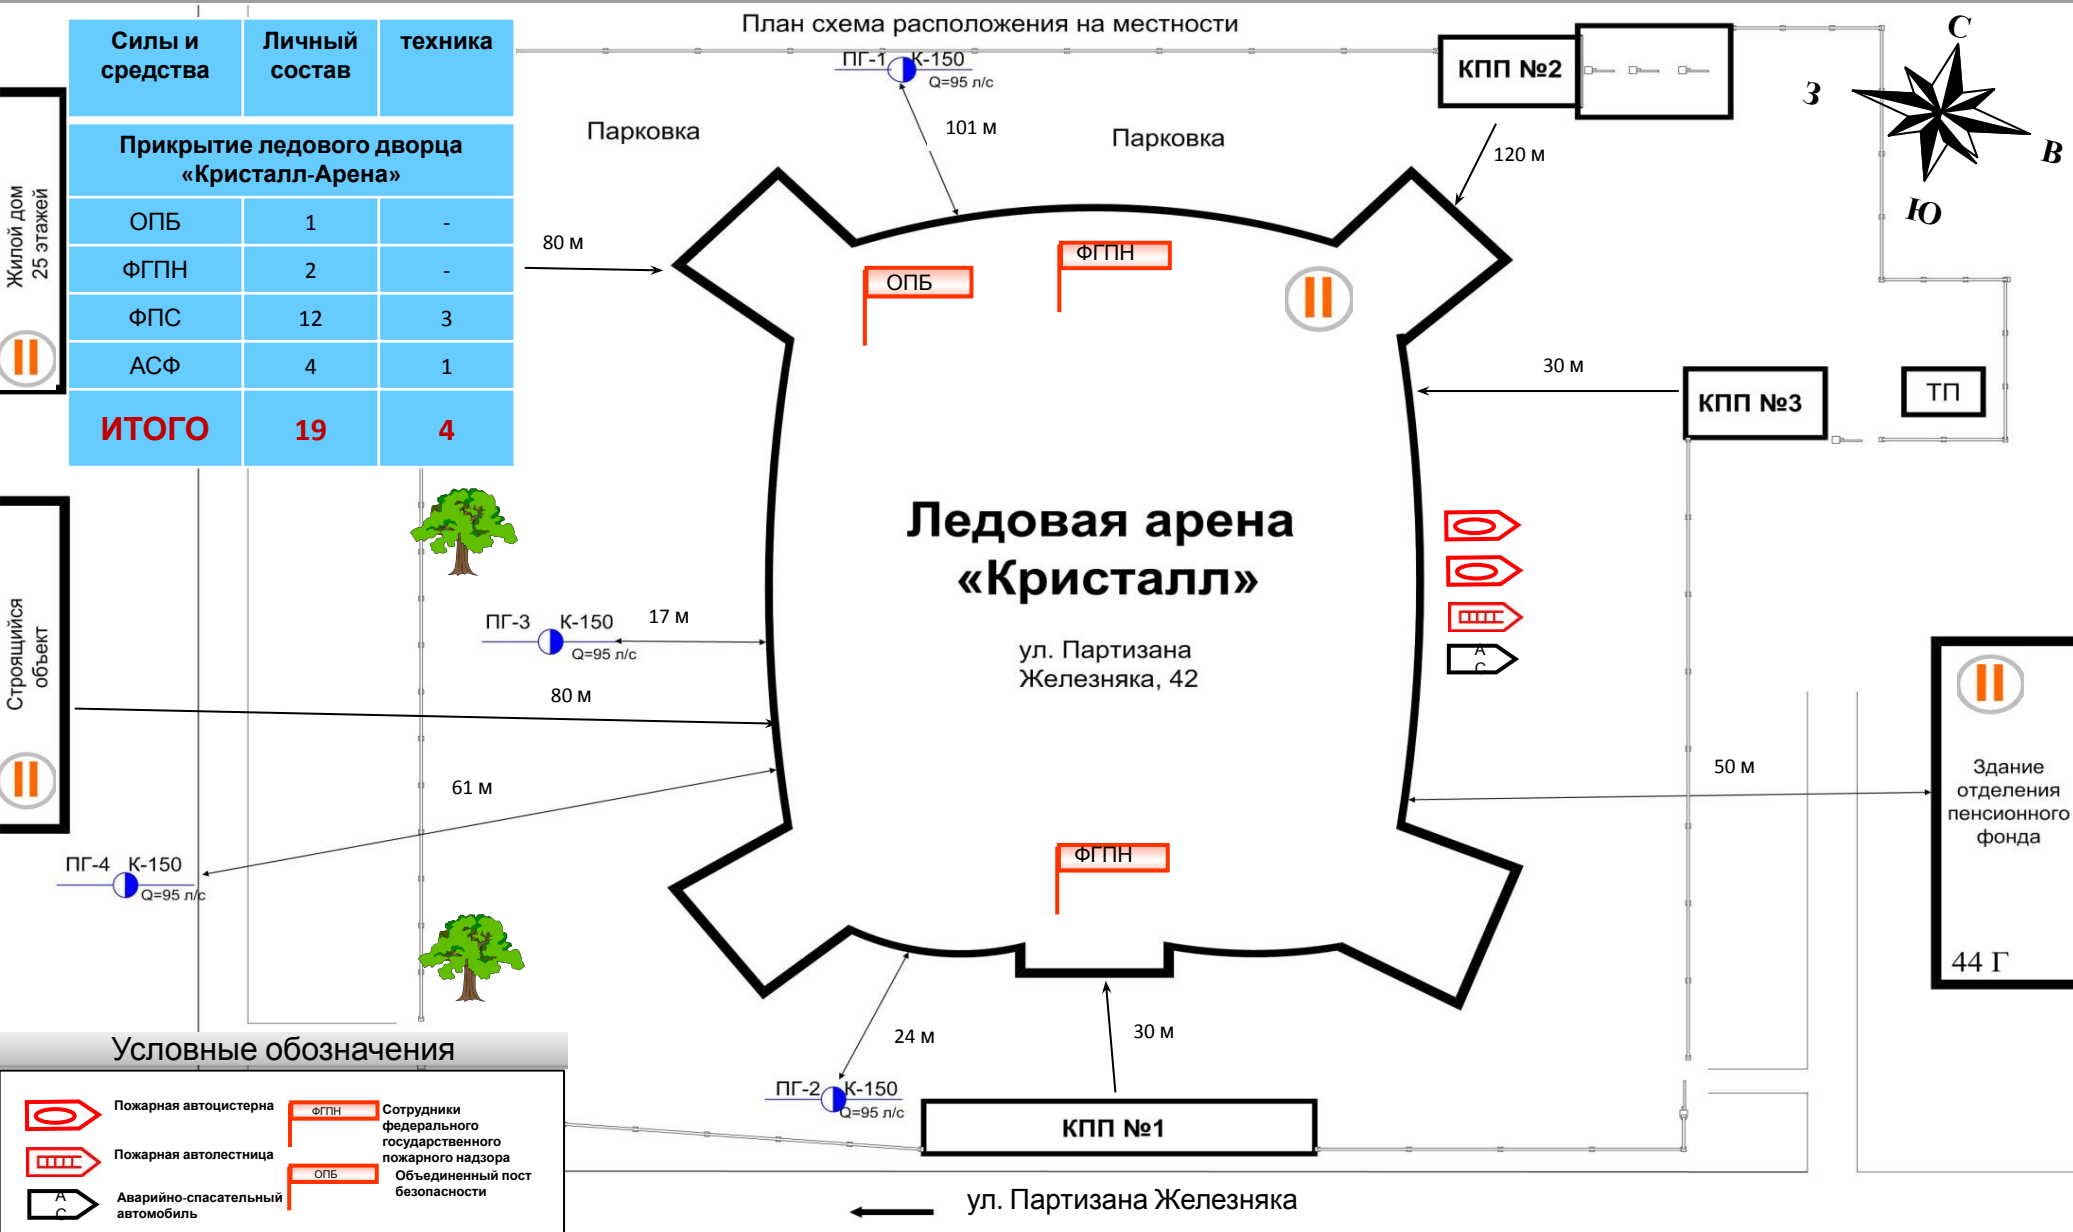 План схема расположения на местности
Силы и средства Личный состав техника
Прикрытие ледового дворца
«Кристалл-Арена»
ОПБ 1 -
ФГПН 2 -
ФПС 12 3
АСФ 4 1
ИТОГО 19 4
Жилой дом
25 этажей
Строящийся
объект
ПГ-1 К-150
Q=95 л/с
101 м
Парковка
Парковка
КПП №2
120 м
С
З
В
Ю
80 м
ОПБ
ФГПН
30 м
КПП №3
ТП
Ледовая арена
«Кристалл»
ул. Партизана
Железняка, 42
А
С
ПГ-3 К-150
Q=95 л/с
17 м
80 м
61 м
ПГ-4 К-150
Q=95 л/с
50 м
Здание
отделения
пенсионного
фонда
44 Г
ФГПН
24 м
30 м
ПГ-2 К-150
Q=95 л/с
КПП №1
ул. Партизана Железняка
Условные обозначения
Пожарная автоцистерна
Пожарная автолестница
А
С
Аварийно-спасательный
автомобиль
ФГПН
Сотрудники
федерального
государственного
пожарного надзора
ОПБ
Объединенный пост
безопасности